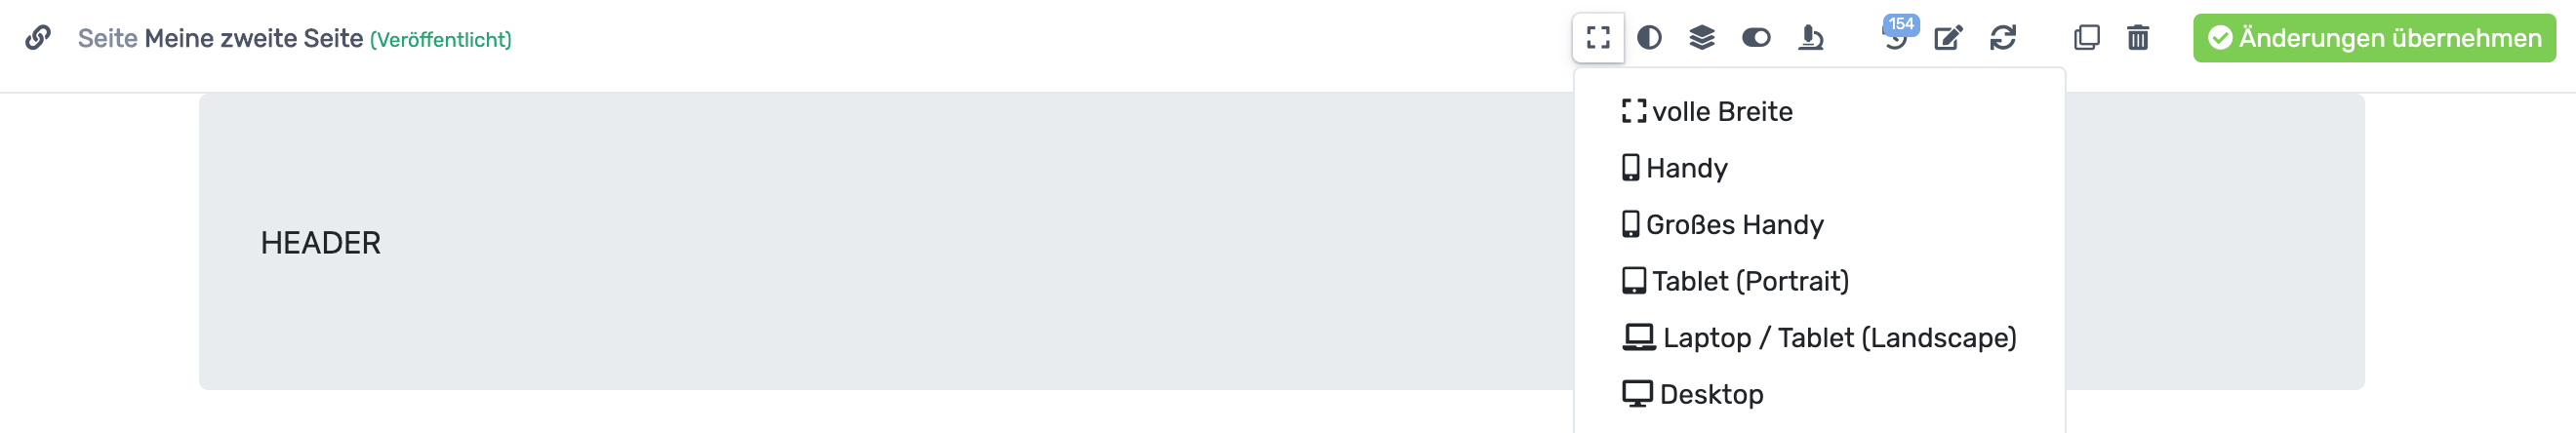 Seite Meine zweite Seite (Veröffentlicht)
154
Änderungen übernehmen
volle Breite
Handy
Großes Handy
Tablet (Portrait)
Laptop / Tablet (Landscape)
Desktop
HEADER